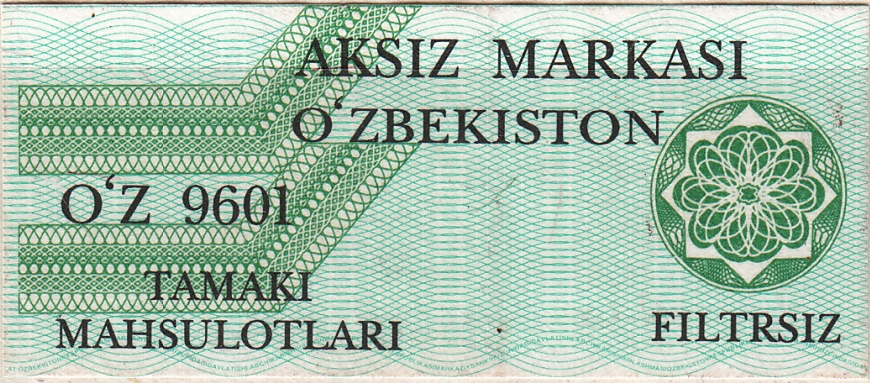 AKSIZ MARKASI
O‘ZBEKISTON
O‘Z 9601
TAMAKI
MAHSULOTLARI
FILTRSIZ